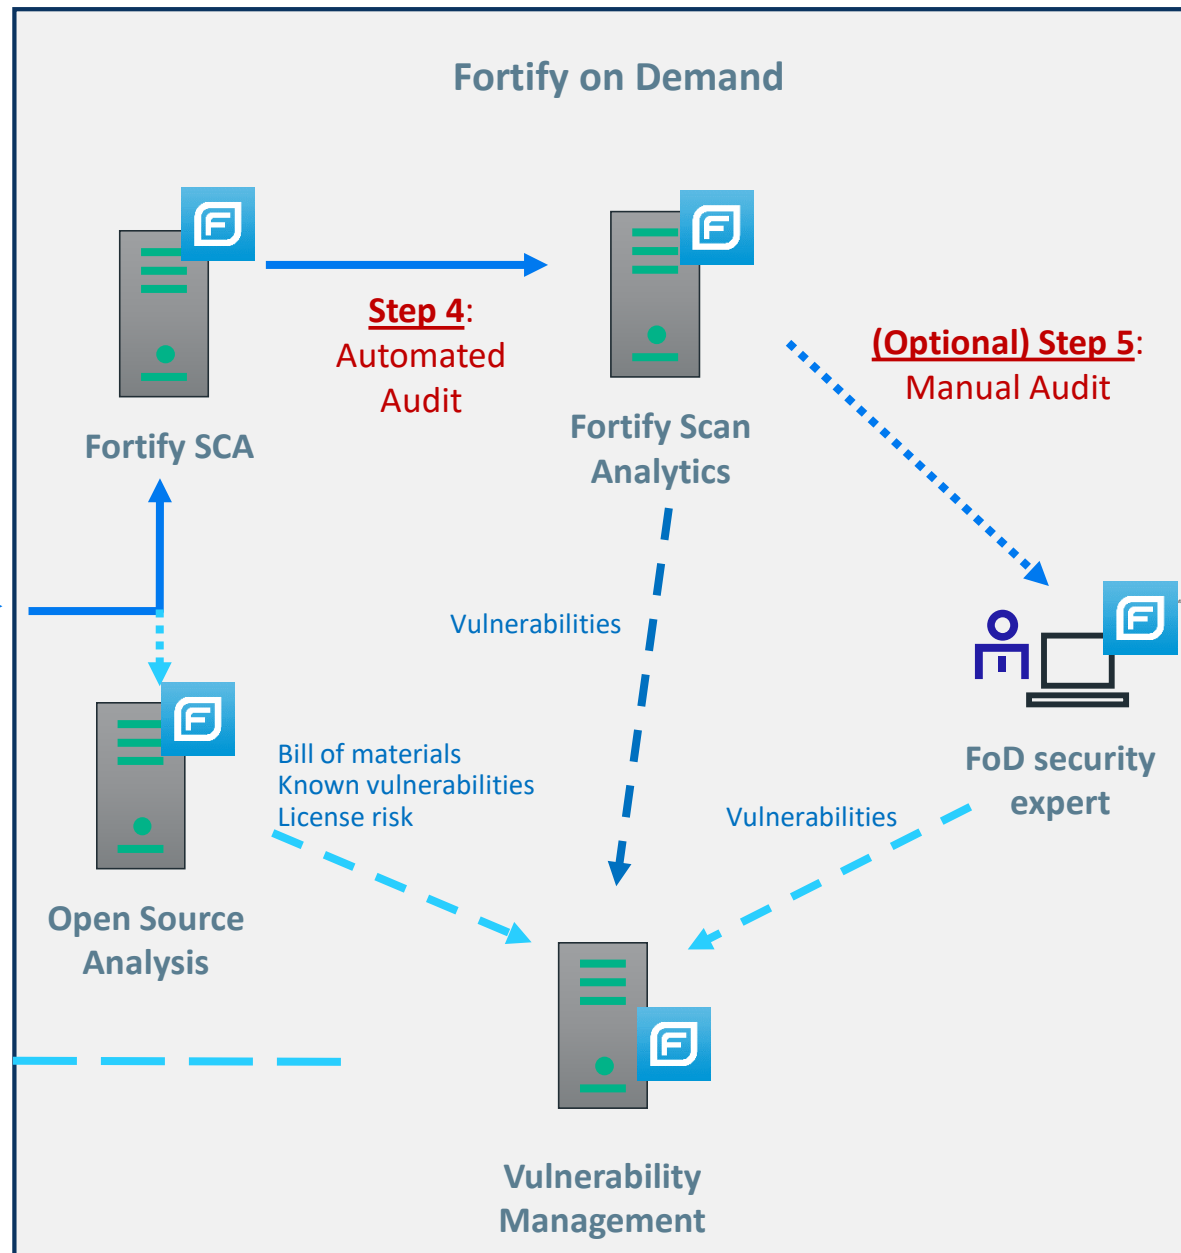 Fortify on Demand
Step 4:
Automated
Audit
(Optional) Step 5:
Manual Audit
Fortify SCA
Fortify Scan
Analytics
Vulnerabilities
Bill of materials
Known vulnerabilities
License risk
Vulnerabilities
FoD security
expert
Open Source
Analysis
Vulnerability
Management